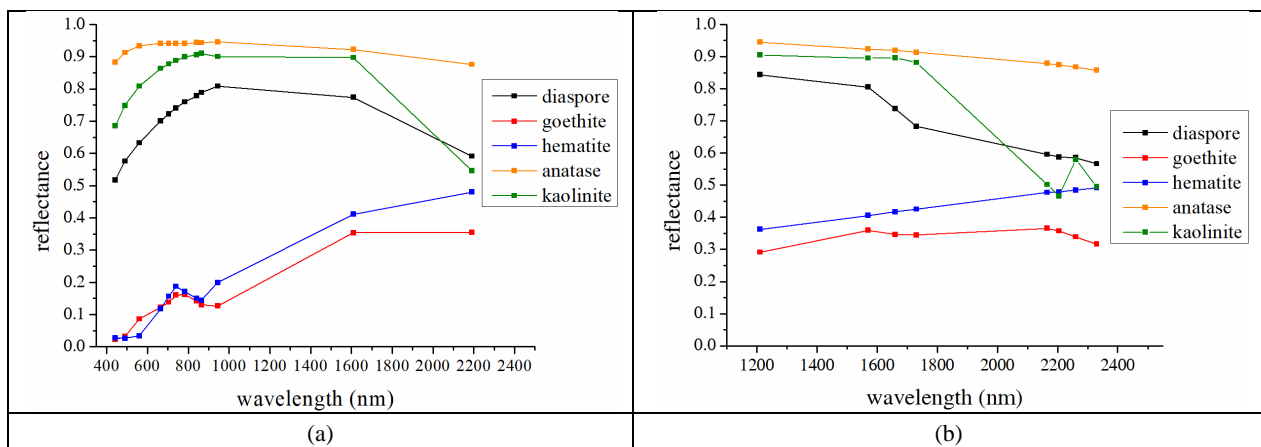 1.0
0.9
0.8
0.7
0.6
0.5
0.4
0.3
0.2
0.1
0.0
reflectance
diaspore
goethite
hematite
anatase
kaolinite
400 600 800 1000 1200 1400 1600 1800 2000 2200 2400
wavelength (nm)
(a)
1.0
0.9
0.8
0.7
0.6
0.5
0.4
0.3
0.2
0.1
0.0
reflectance
diaspore
goethite
hematite
anatase
kaolinite
1200 1400 1600 1800 2000 2200 2400
wavelength (nm)
(b)